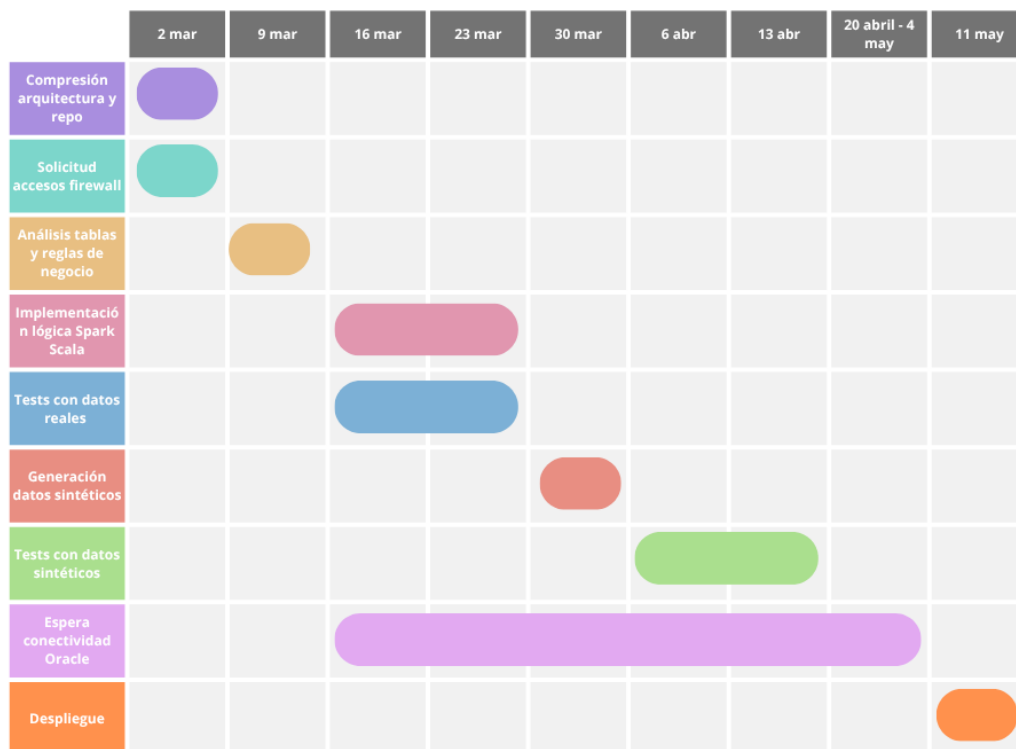 2 mar
9 mar
16 mar
23 mar
30 mar
6 abr
13 abr
20 abril - 4
may
11 may
Compresión
arquitectura y
repo
Solicitud
accesos firewall
Análisis tablas
y reglas de
negocio
Implementació
n lógica Spark
Scala
Tests con datos
reales
Generación
datos sintéticos
Tests con datos
sintéticos
Espera
conectividad
Oracle
Despliegue